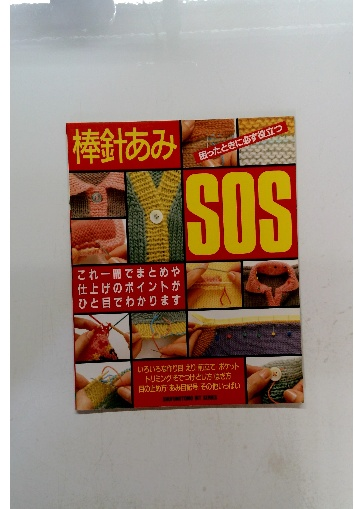 棒針あみ
困ったときに必ず役立つ
SOS
これ一冊でまとめや
仕上げのポイントが
ひと目でわかります
いろいろな作り目 えり 前立て ポケット
トリミング そでつけ とじ方 はぎ方
目の止め方 あみ目記号 その他いっぱい